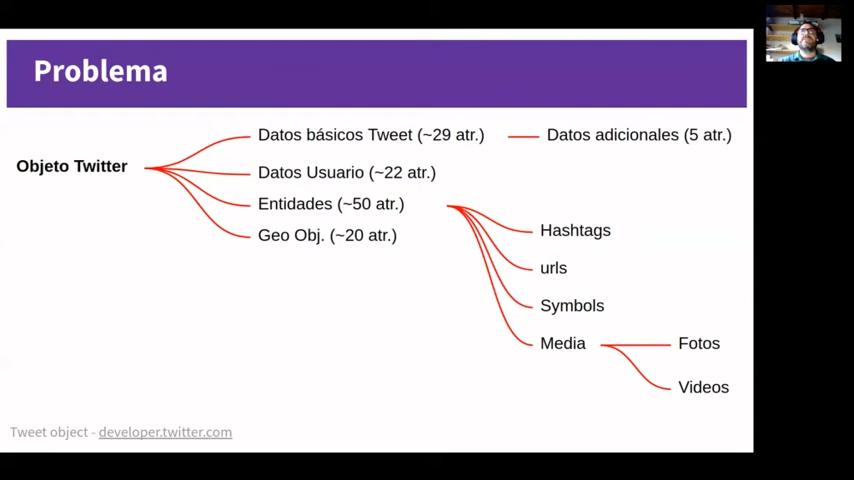 Problema
Objeto Twitter
Datos básicos Tweet (~29 atr.)
Datos adicionales (5 atr.)
Datos Usuario (~22 atr.)
Entidades (~50 atr.)
Geo Obj. (~20 atr.)
Hashtags
urls
Symbols
Media
Fotos
Videos
Tweet object - developer.twitter.com